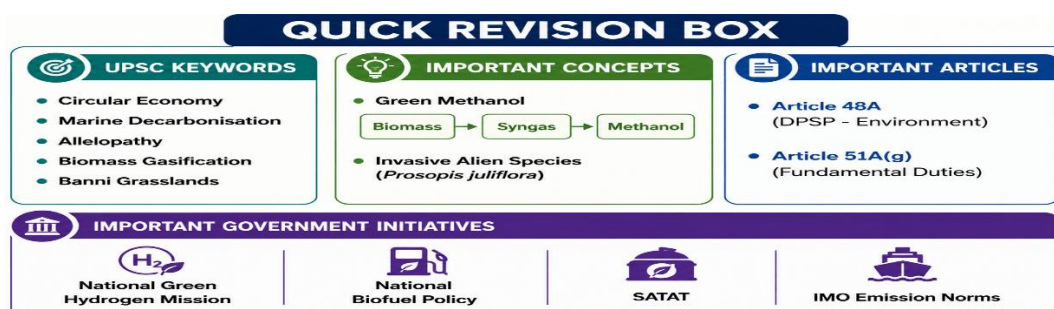 QUICK REVISION BOX
UPSC KEYWORDS
• Circular Economy
• Marine Decarbonisation
• Allelopathy
• Biomass Gasification
• Banni Grasslands
IMPORTANT CONCEPTS
• Green Methanol
Biomass → Syngas → Methanol
• Invasive Alien Species
(Prosopis juliflora)
IMPORTANT ARTICLES
• Article 48A
(DPSP - Environment)
• Article 51A(g)
(Fundamental Duties)
IMPORTANT GOVERNMENT INITIATIVES
H₂
National Green
Hydrogen Mission
National
Biofuel Policy
SATAT
IMO Emission Norms